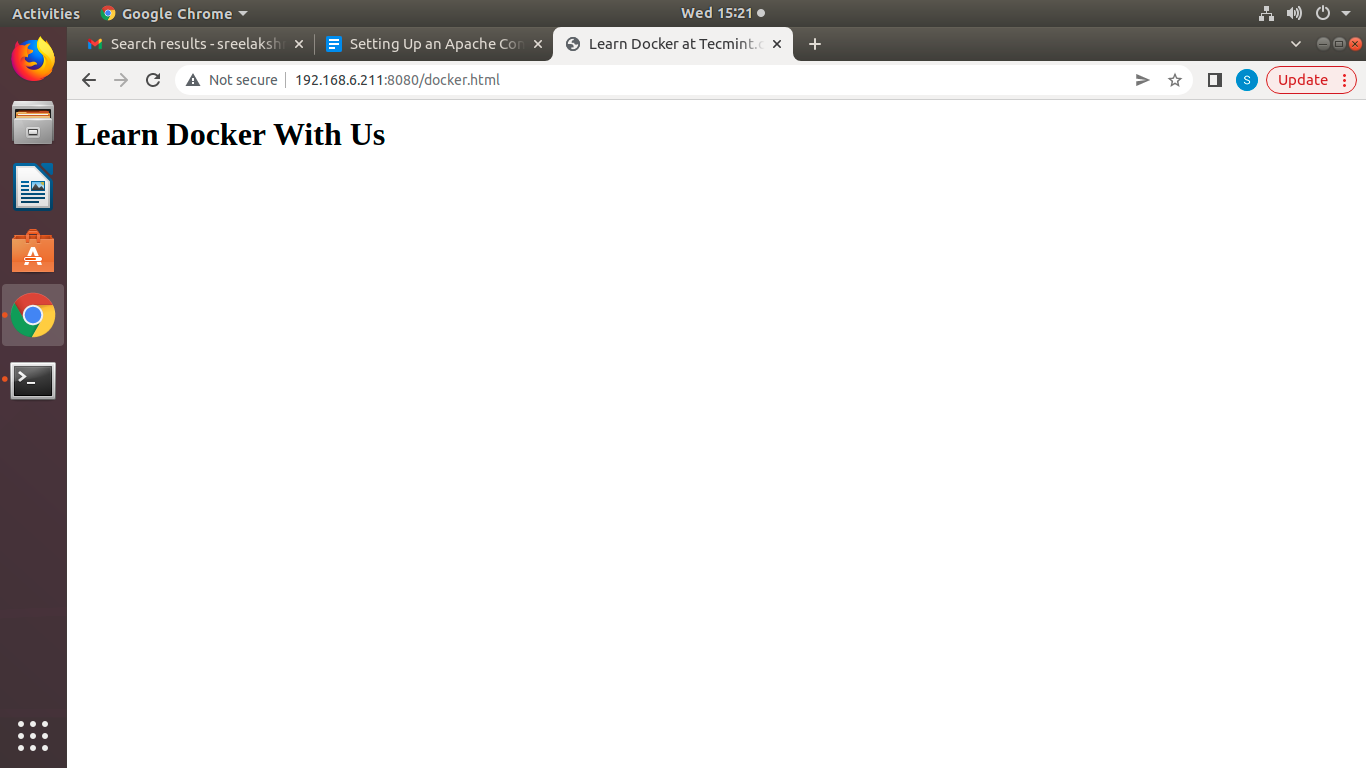 Activities Google Chrome Wed 15:21
Search results - sreelakshm Setting Up an Apache Con Learn Docker at Tecmint.c
Not secure 192.168.6.211:8080/docker.html S Update
Learn Docker With Us